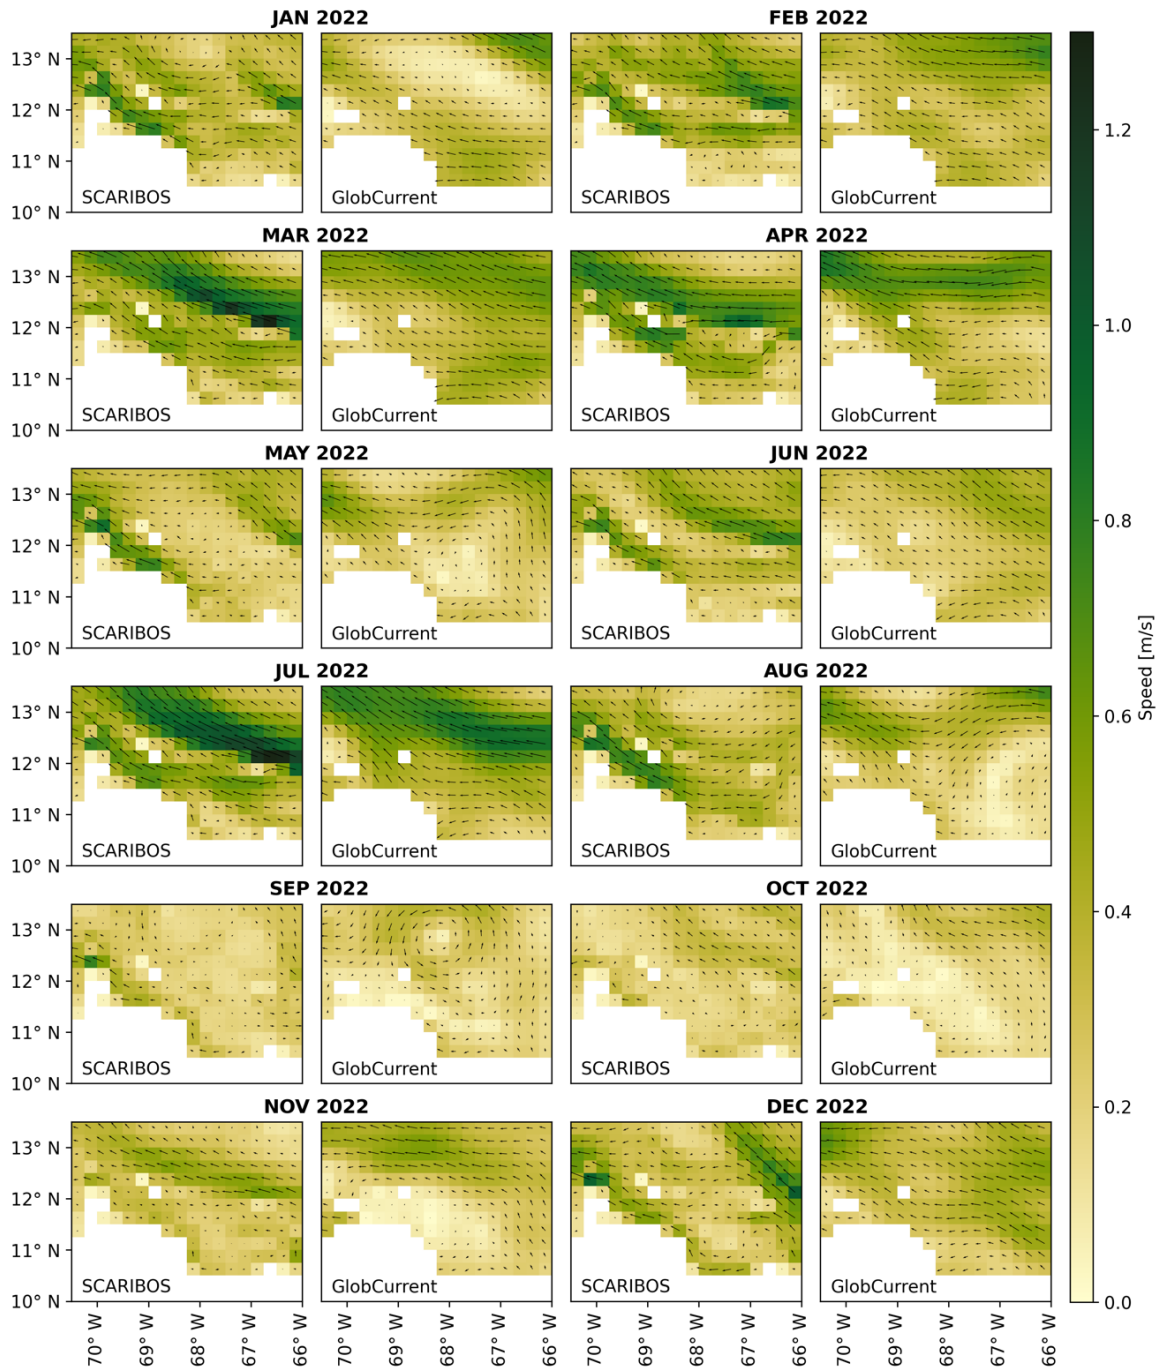 JAN 2022 FEB 2022
13° N
12° N
11° N
10° N
SCARIBOS GlobCurrent SCARIBOS GlobCurrent
MAR 2022 APR 2022
13° N
12° N
11° N
10° N
SCARIBOS GlobCurrent SCARIBOS GlobCurrent
MAY 2022 JUN 2022
13° N
12° N
11° N
10° N
SCARIBOS GlobCurrent SCARIBOS GlobCurrent
JUL 2022 AUG 2022
13° N
12° N
11° N
10° N
SCARIBOS GlobCurrent SCARIBOS GlobCurrent
SEP 2022 OCT 2022
13° N
12° N
11° N
10° N
SCARIBOS GlobCurrent SCARIBOS GlobCurrent
NOV 2022 DEC 2022
13° N
12° N
11° N
10° N
SCARIBOS GlobCurrent SCARIBOS GlobCurrent
70° W 69° W 68° W 67° W 66° W 70° W 69° W 68° W 67° W 66° W 70° W 69° W 68° W 67° W 66° W 70° W 69° W 68° W 67° W 66° W
1.2
1.0
0.8
0.6
0.4
0.2
0.0
Speed [m/s]